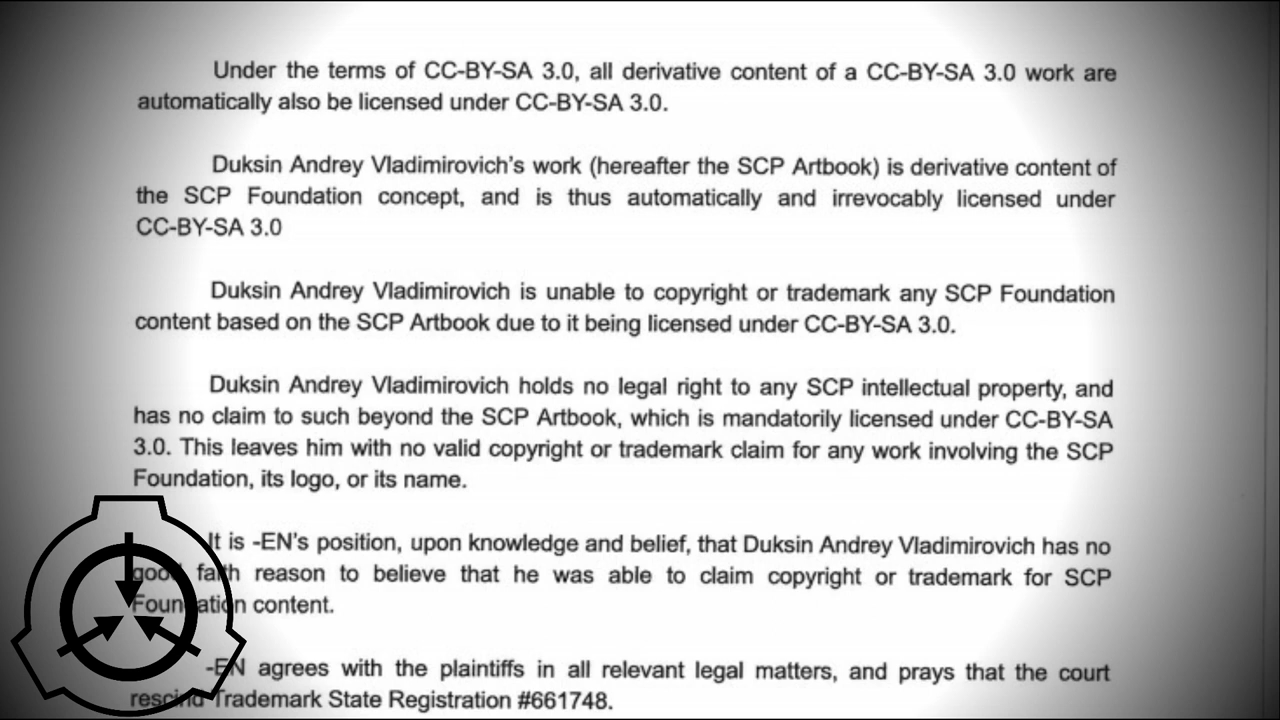 Under the terms of CC-BY-SA 3.0, all derivative content of a CC-BY-SA 3.0 work are
automatically also be licensed under CC-BY-SA 3.0.
Duksin Andrey Vladimirovich's work (hereafter the SCP Artbook) is derivative content of
the SCP Foundation concept, and is thus automatically and irrevocably licensed under
CC-BY-SA 3.0
Duksin Andrey Vladimirovich is unable to copyright or trademark any SCP Foundation
content based on the SCP Artbook due to it being licensed under CC-BY-SA 3.0.
Duksin Andrey Vladimirovich holds no legal right to any SCP intellectual property, and
has no claim to such beyond the SCP Artbook, which is mandatorily licensed under CC-BY-SA
3.0. This leaves him with no valid copyright or trademark claim for any work involving the SCP
Foundation, its logo, or its name.
It is -EN's position, upon knowledge and belief, that Duksin Andrey Vladimirovich has no
good faith reason to believe that he was able to claim copyright or trademark for SCP
Foundation content.
-EN agrees with the plaintiffs in all relevant legal matters, and prays that the court
rescind Trademark State Registration #661748.